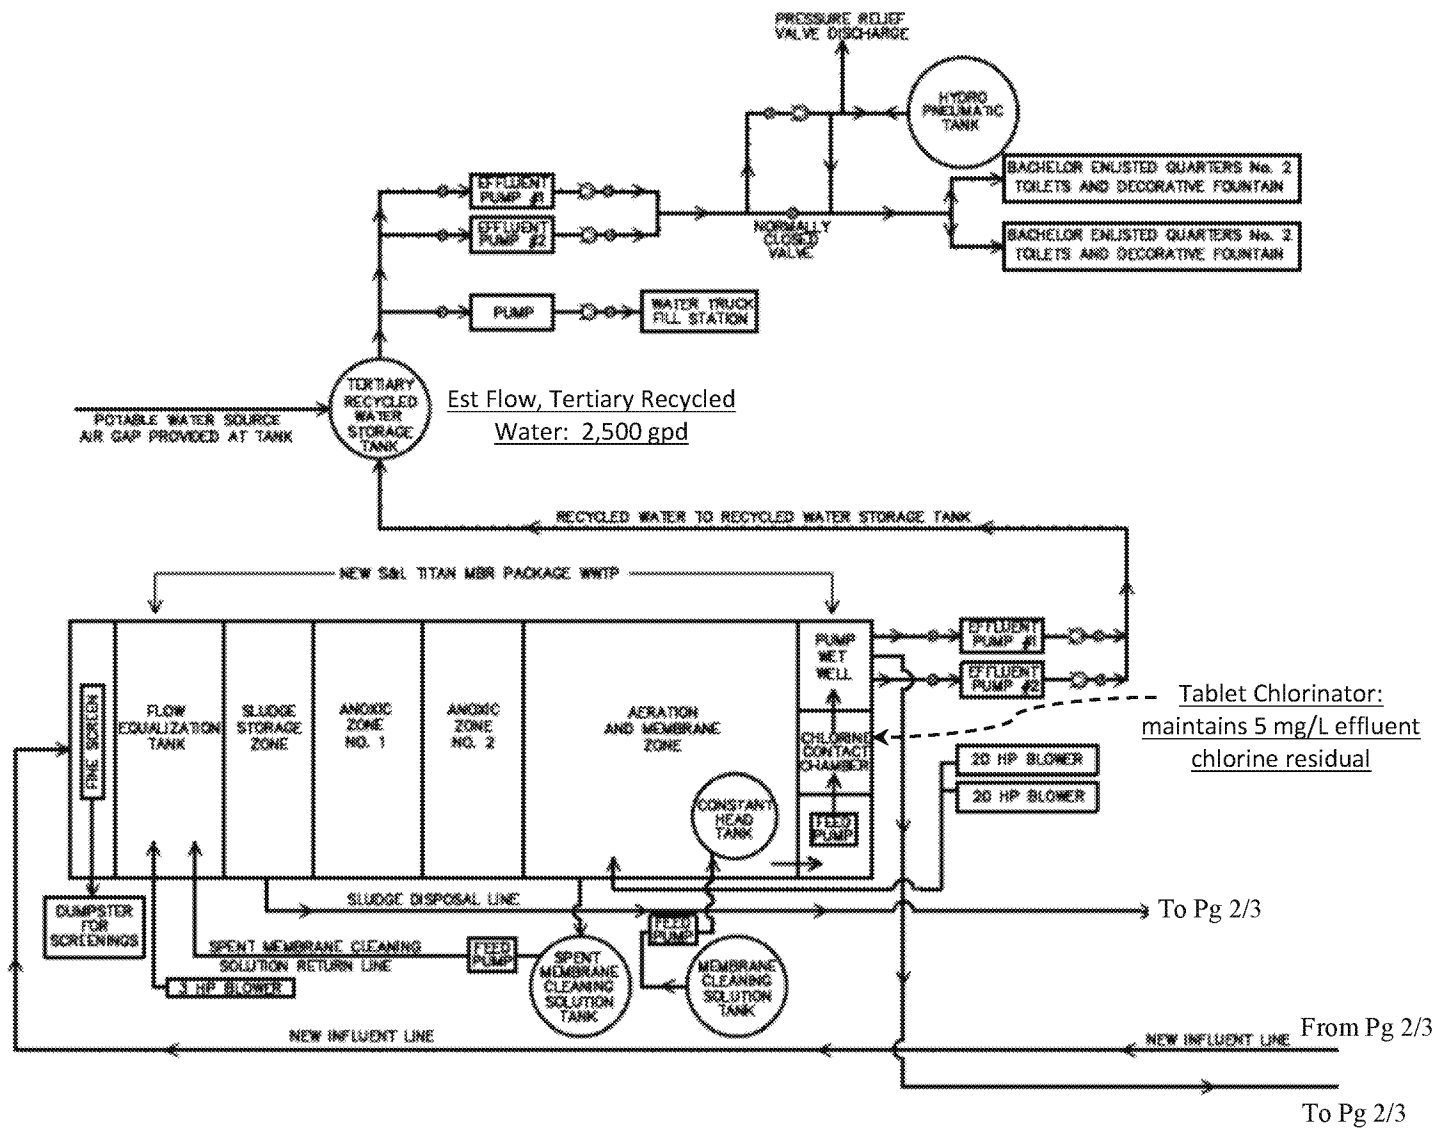 PRESSURE RELIEF
VALVE DISCHARGE
HYDRO
PNEUMATIC
TANK
BACHELOR ENLISTED QUARTERS No. 2
TOILETS AND DECORATIVE FOUNTAIN
EFFLUENT
PUMP #1
EFFLUENT
PUMP #2
NORMALLY
CLOSED
VALVE
BACHELOR ENLISTED QUARTERS No. 2
TOILETS AND DECORATIVE FOUNTAIN
PUMP
WATER TRUCK
FILL STATION
TERTIARY
RECYCLED
WATER
STORAGE
TANK
Est Flow, Tertiary Recycled
Water: 2,500 gpd
POTABLE WATER SOURCE
AIR GAP PROVIDED AT TANK
RECYCLED WATER TO RECYCLED WATER STORAGE TANK
NEW S&L TITAN MBR PACKAGE WWTP
FINE SCREEN
FLOW
EQUALIZATION
TANK
SLUDGE
STORAGE
ZONE
ANOXIC
ZONE
NO. 1
ANOXIC
ZONE
NO. 2
AERATION
AND MEMBRANE
ZONE
PUMP
WET
WELL
EFFLUENT
PUMP #1
EFFLUENT
PUMP #2
Tablet Chlorinator:
maintains 5 mg/L effluent
chlorine residual
CHLORINE
CONTACT
CHAMBER
20 HP BLOWER
20 HP BLOWER
CONSTANT
HEAD
TANK
FEED
PUMP
SLUDGE DISPOSAL LINE
To Pg 2/3
DUMPSTER
FOR
SCREENINGS
SPENT MEMBRANE CLEANING
SOLUTION RETURN LINE
FEED
PUMP
SPENT
MEMBRANE
CLEANING
SOLUTION
TANK
FEED
PUMP
MEMBRANE
CLEANING
SOLUTION
TANK
3 HP BLOWER
NEW INFLUENT LINE
NEW INFLUENT LINE
From Pg 2/3
To Pg 2/3